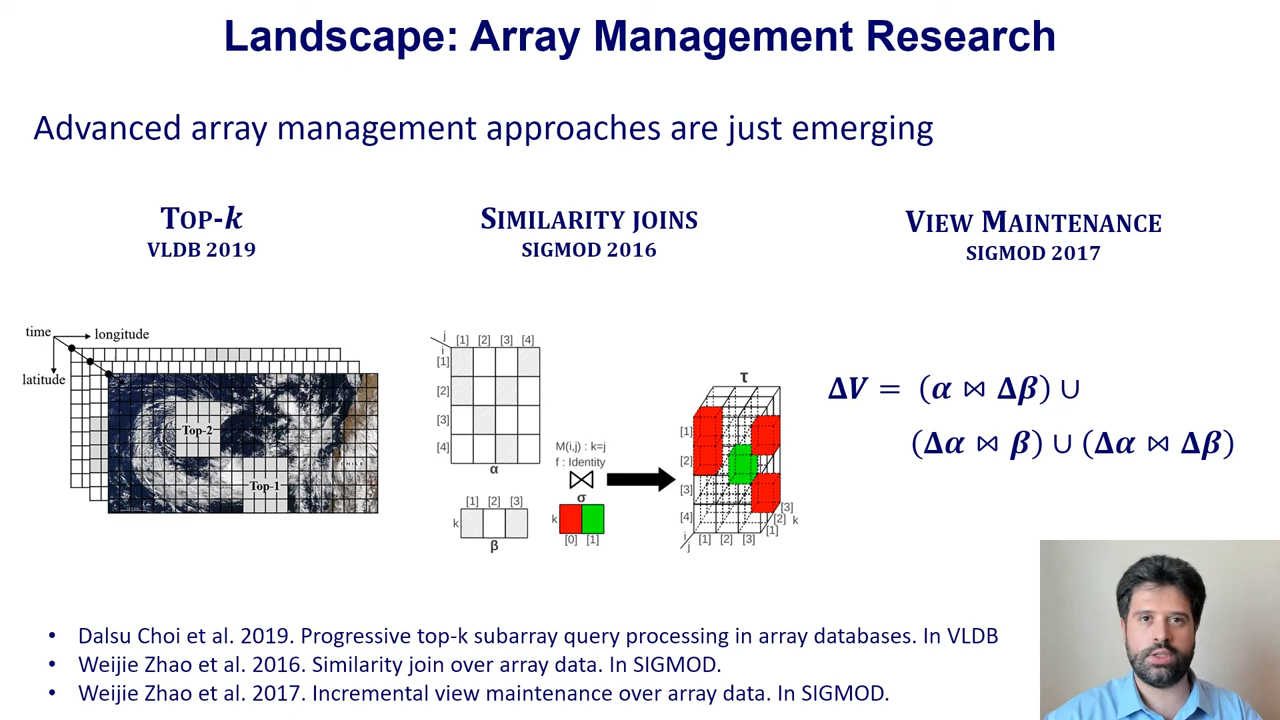 Landscape: Array Management Research
Advanced array management approaches are just emerging
TOP-k
VLDB 2019
SIMILARITY JOINS
SIGMOD 2016
VIEW MAINTENANCE
SIGMOD 2017
time
longitude
latitude
Top-2
Top-1
j
i
[1] [2] [3] [4]
[1]
[2]
[3]
[4]
α
[1] [2] [3]
k
β
M(i,j) : k=j
f : Identity
⋈
σ
k
[0] [1]
τ
[1]
[2]
[3]
[4]
i
j
[1] [2] [3]
[1]
[2]
[3]
k
ΔV = (α ⋈ Δβ) ∪
(Δα ⋈ β) ∪ (Δα ⋈ Δβ)
• Dalsu Choi et al. 2019. Progressive top-k subarray query processing in array databases. In VLDB
• Weijie Zhao et al. 2016. Similarity join over array data. In SIGMOD.
• Weijie Zhao et al. 2017. Incremental view maintenance over array data. In SIGMOD.